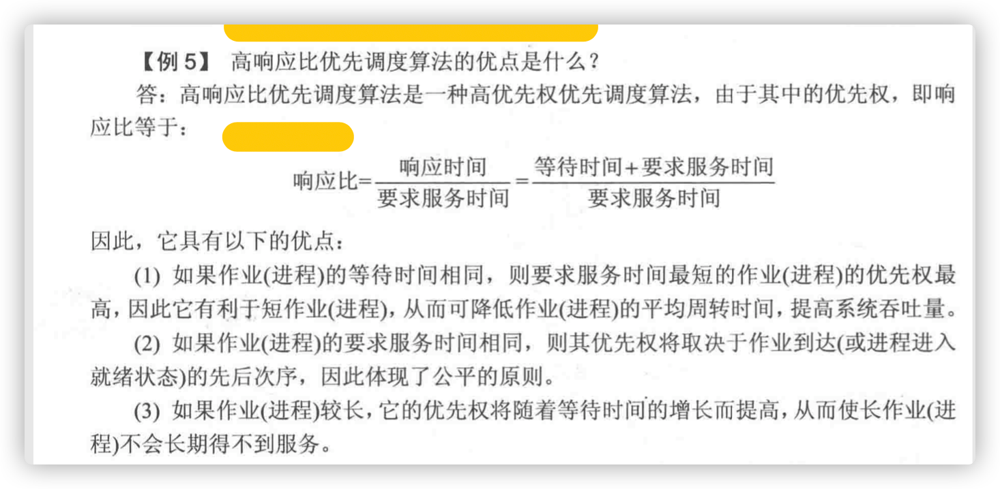 【例 5】 高响应比优先调度算法的优点是什么？
答：高响应比优先调度算法是一种高优先权优先调度算法，由于其中的优先权，即响
应比等于：
响应比=响应时间/要求服务时间=等待时间+要求服务时间/要求服务时间
因此，它具有以下的优点：
(1) 如果作业(进程)的等待时间相同，则要求服务时间最短的作业(进程)的优先权最
高，因此它有利于短作业(进程)，从而可降低作业(进程)的平均周转时间，提高系统吞吐量。
(2) 如果作业(进程)的要求服务时间相同，则其优先权将取决于作业到达(或进程进入
就绪状态)的先后次序，因此体现了公平的原则。
(3) 如果作业(进程)较长，它的优先权将随着等待时间的增长而提高，从而使长作业(进
程)不会长期得不到服务。